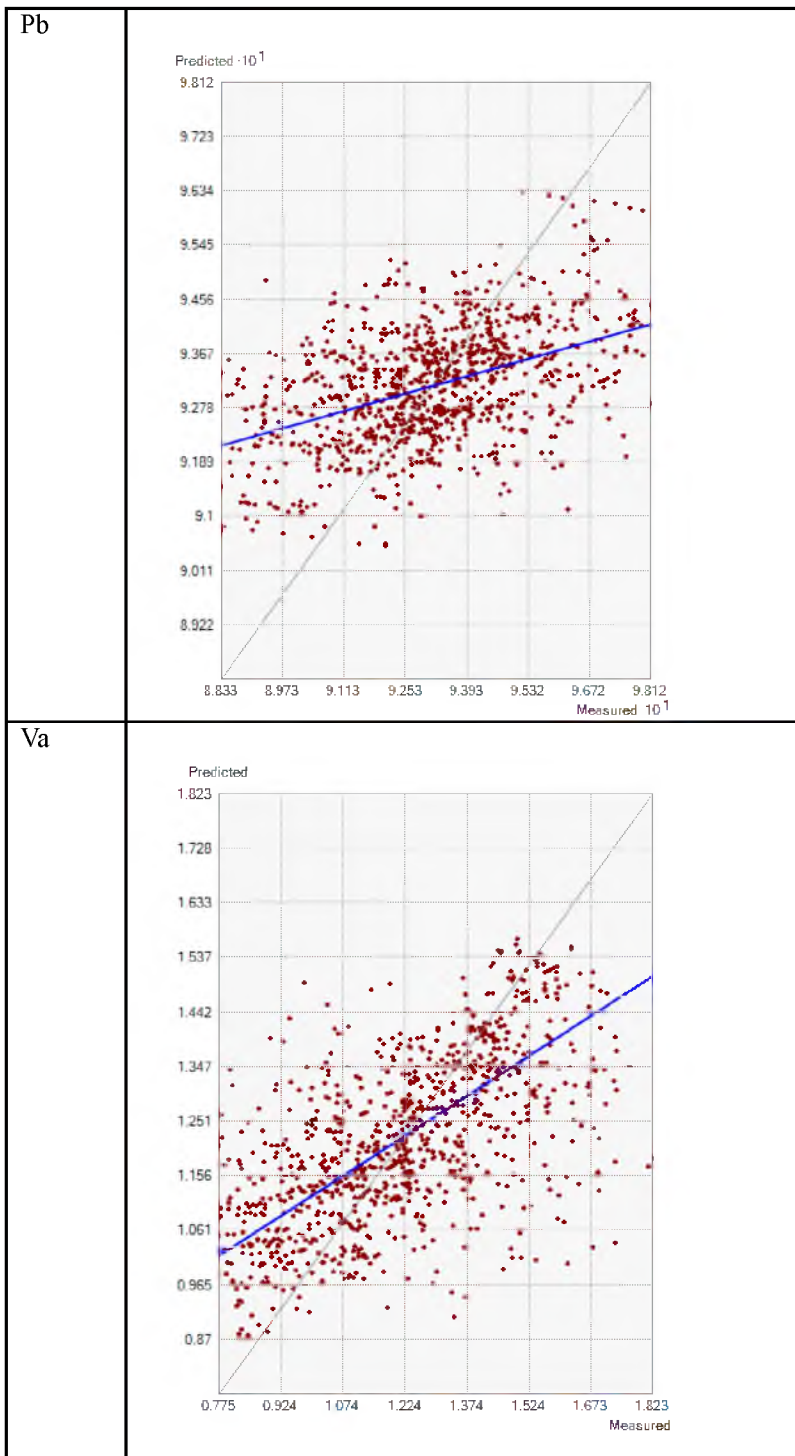 Pb
Predicted ·10¹
9.812
9.723
9.634
9.545
9.456
9.367
9.278
9.189
9.1
9.011
8.922
8.833 8.973 9.113 9.253 9.393 9.532 9.672 9.812
Measured ·10¹
Va
Predicted
1.823
1.728
1.633
1.537
1.442
1.347
1.251
1.156
1.061
0.965
0.87
0.775 0.924 1.074 1.224 1.374 1.524 1.673 1.823
Measured